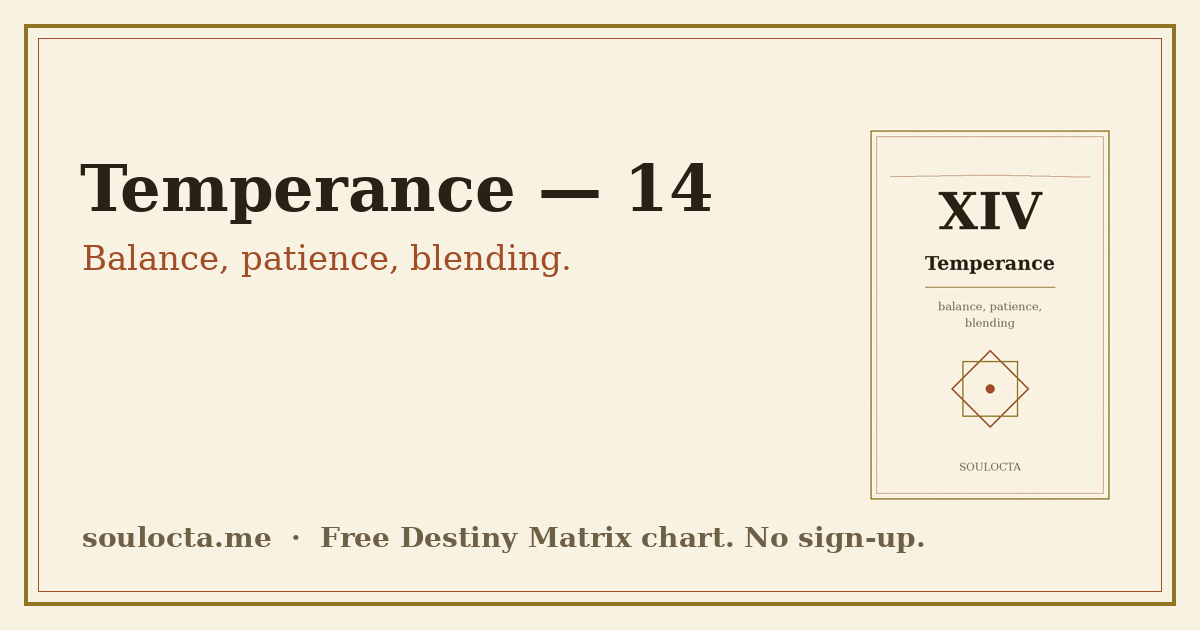 Temperance — 14
Balance, patience, blending.
XIV
Temperance
balance, patience,
blending
SOULOCTA
soulocta.me · Free Destiny Matrix chart. No sign-up.